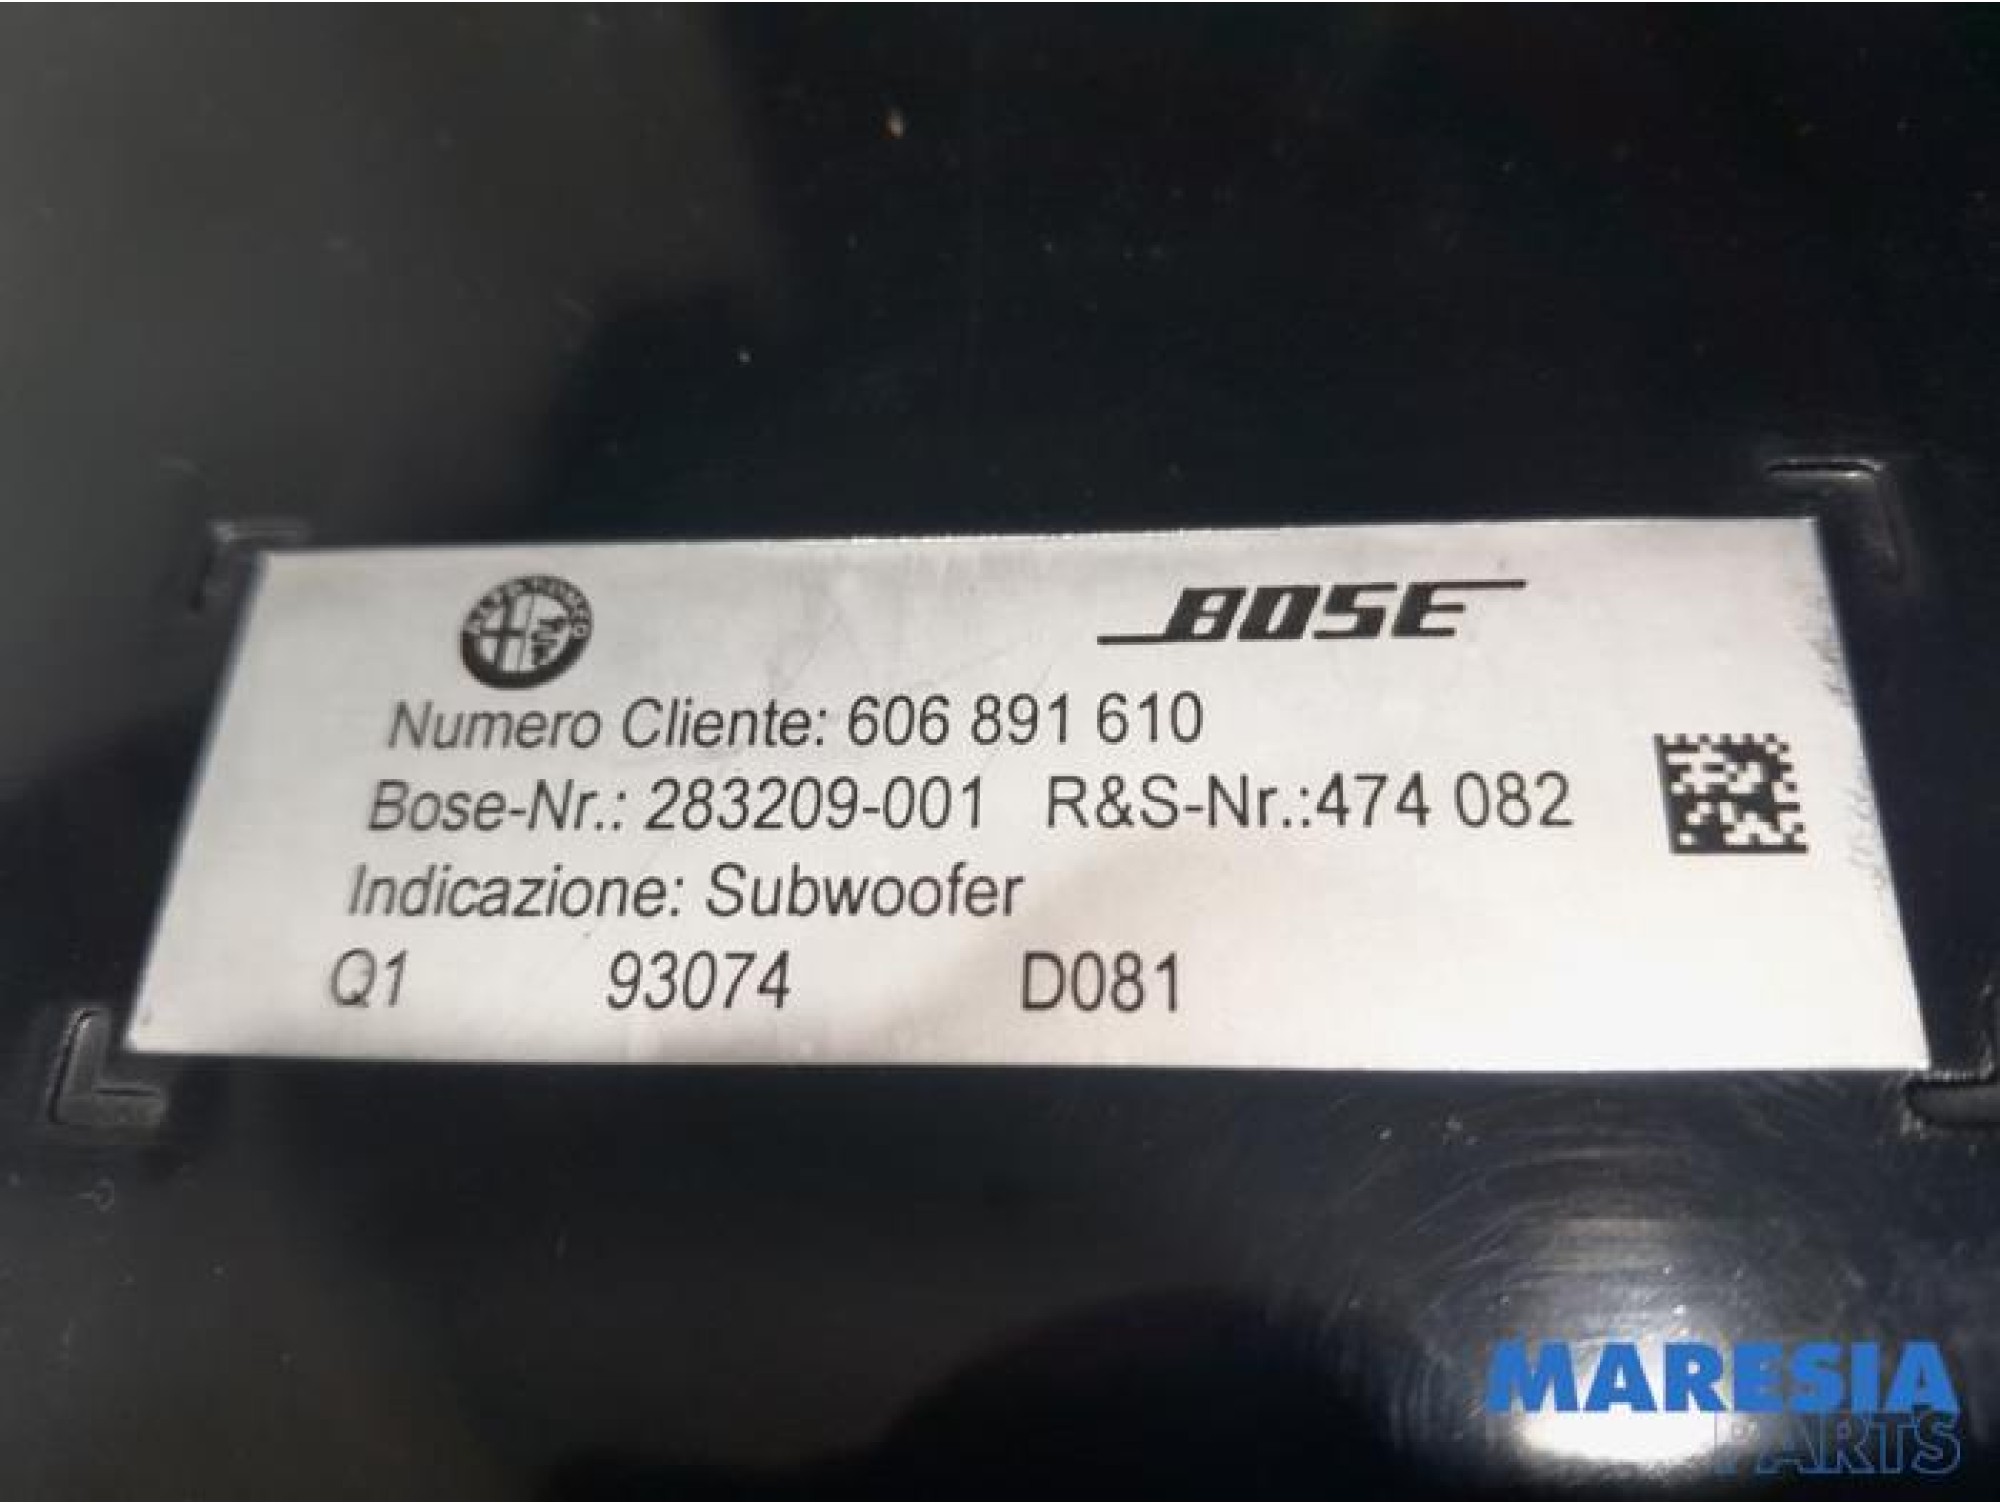 BOSE
Numero Cliente: 606 891 610
Bose-Nr.: 283209-001 R&S-Nr.:474 082
Indicazione: Subwoofer
Q1 93074 D081
MARESIA
PARTS